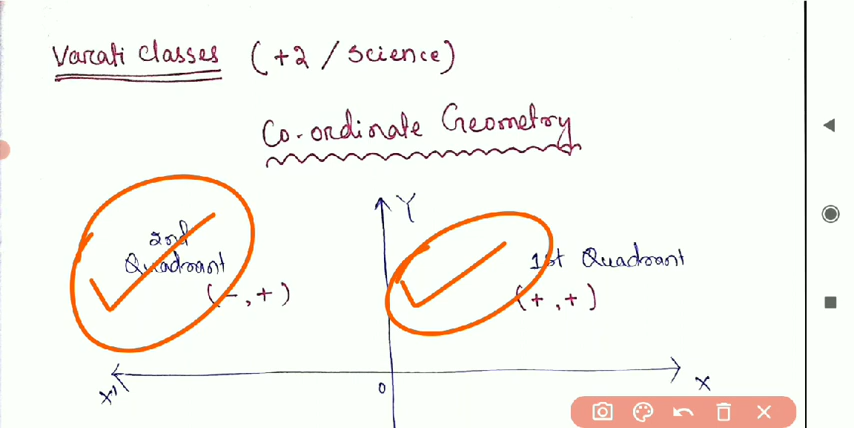 Varati Classes (+2 / Science)
Co-ordinate Geometry
Y
2nd
Quadrant
(-,+)
1st Quadrant
(+,+)
X'
0
X